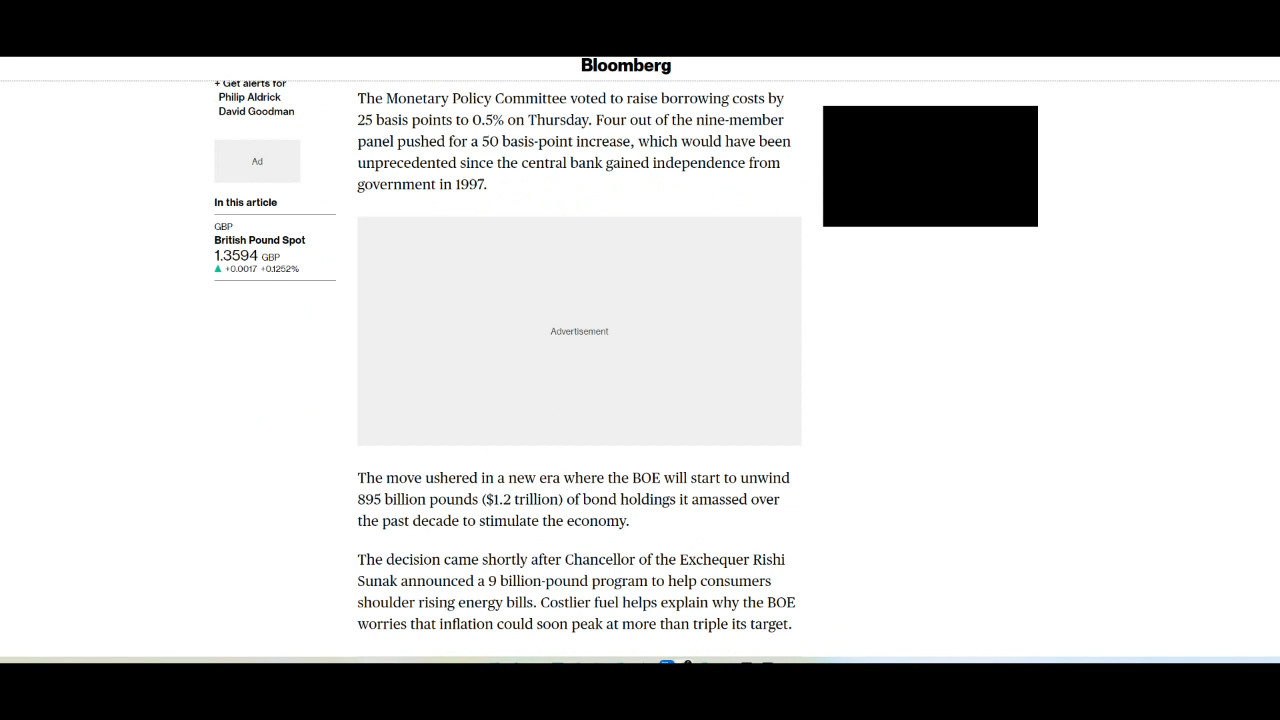 Bloomberg
+ Get alerts for
Philip Aldrick
David Goodman
Ad
In this article
GBP
British Pound Spot
1.3594 GBP
▲ +0.0017 +0.1252%
The Monetary Policy Committee voted to raise borrowing costs by
25 basis points to 0.5% on Thursday. Four out of the nine-member
panel pushed for a 50 basis-point increase, which would have been
unprecedented since the central bank gained independence from
government in 1997.
Advertisement
The move ushered in a new era where the BOE will start to unwind
895 billion pounds ($1.2 trillion) of bond holdings it amassed over
the past decade to stimulate the economy.
The decision came shortly after Chancellor of the Exchequer Rishi
Sunak announced a 9 billion-pound program to help consumers
shoulder rising energy bills. Costlier fuel helps explain why the BOE
worries that inflation could soon peak at more than triple its target.